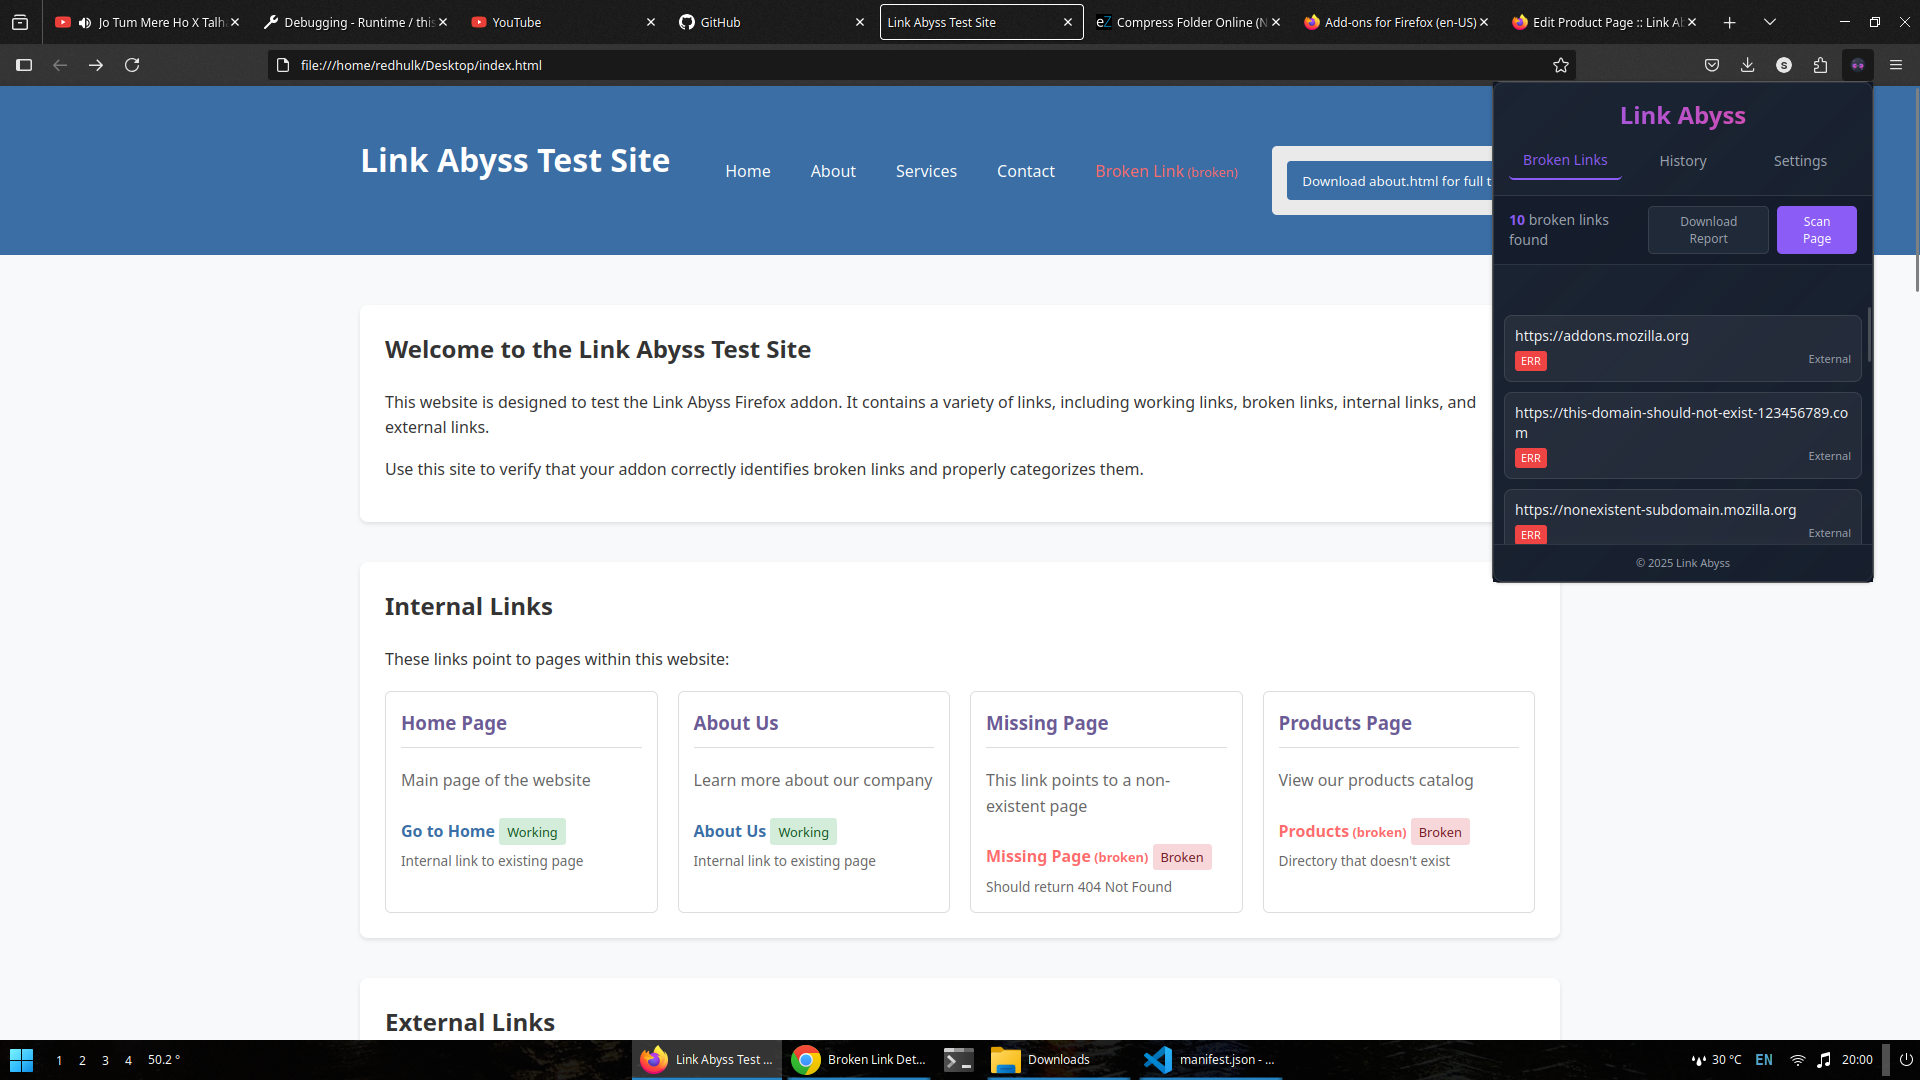 Jo Tum Mere Ho X Talh
Debugging - Runtime / this
YouTube
GitHub
Link Abyss Test Site
Compress Folder Online (N
Add-ons for Firefox (en-US)
Edit Product Page :: Link Ab
file:///home/redhulk/Desktop/index.html
S
Link Abyss Test Site
Home
About
Services
Contact
Broken Link (broken)
Download about.html for full t
Link Abyss
Broken Links
History
Settings
10 broken links
found
Download
Report
Scan
Page
https://addons.mozilla.org
ERR
External
https://this-domain-should-not-exist-123456789.co
m
ERR
External
https://nonexistent-subdomain.mozilla.org
ERR
External
© 2025 Link Abyss
Welcome to the Link Abyss Test Site
This website is designed to test the Link Abyss Firefox addon. It contains a variety of links, including working links, broken links, internal links, and
external links.
Use this site to verify that your addon correctly identifies broken links and properly categorizes them.
Internal Links
These links point to pages within this website:
Home Page
Main page of the website
Go to Home Working
Internal link to existing page
About Us
Learn more about our company
About Us Working
Internal link to existing page
Missing Page
This link points to a non-
existent page
Missing Page (broken) Broken
Should return 404 Not Found
Products Page
View our products catalog
Products (broken) Broken
Directory that doesn't exist
External Links
1 2 3 4 50.2 °
Link Abyss Test ...
Broken Link Det...
Downloads
manifest.json - ...
30 °C
EN
20:00